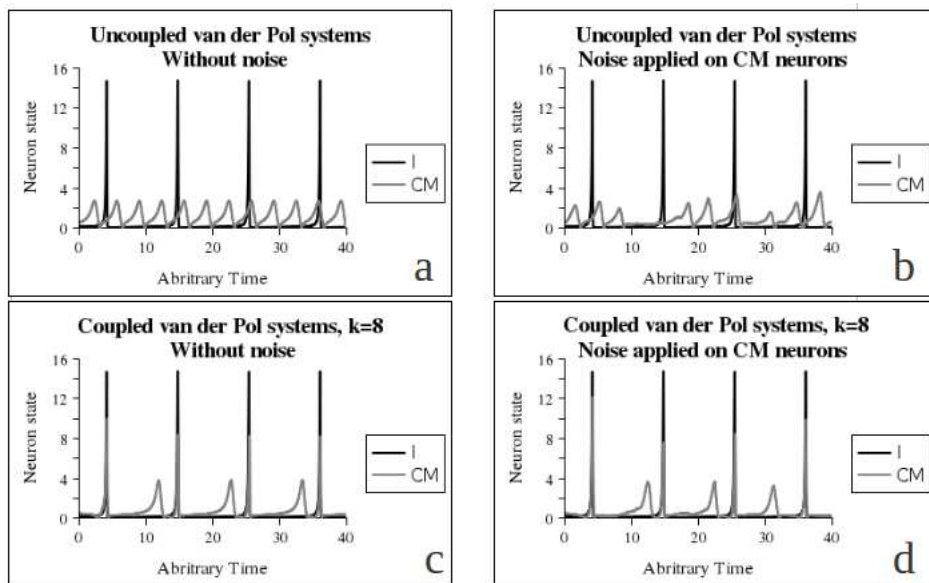 Uncoupled van der Pol systems
Without noise
16
12
8
4
0
Neuron state
0 10 20 30 40
Abritrary Time
I
CM
a
Uncoupled van der Pol systems
Noise applied on CM neurons
16
12
8
4
0
Neuron state
0 10 20 30 40
Abritrary Time
I
CM
b
Coupled van der Pol systems, k=8
Without noise
16
12
8
4
0
Neuron state
0 10 20 30 40
Abritrary Time
I
CM
c
Coupled van der Pol systems, k=8
Noise applied on CM neurons
16
12
8
4
0
Neuron state
0 10 20 30 40
Abritrary Time
I
CM
d